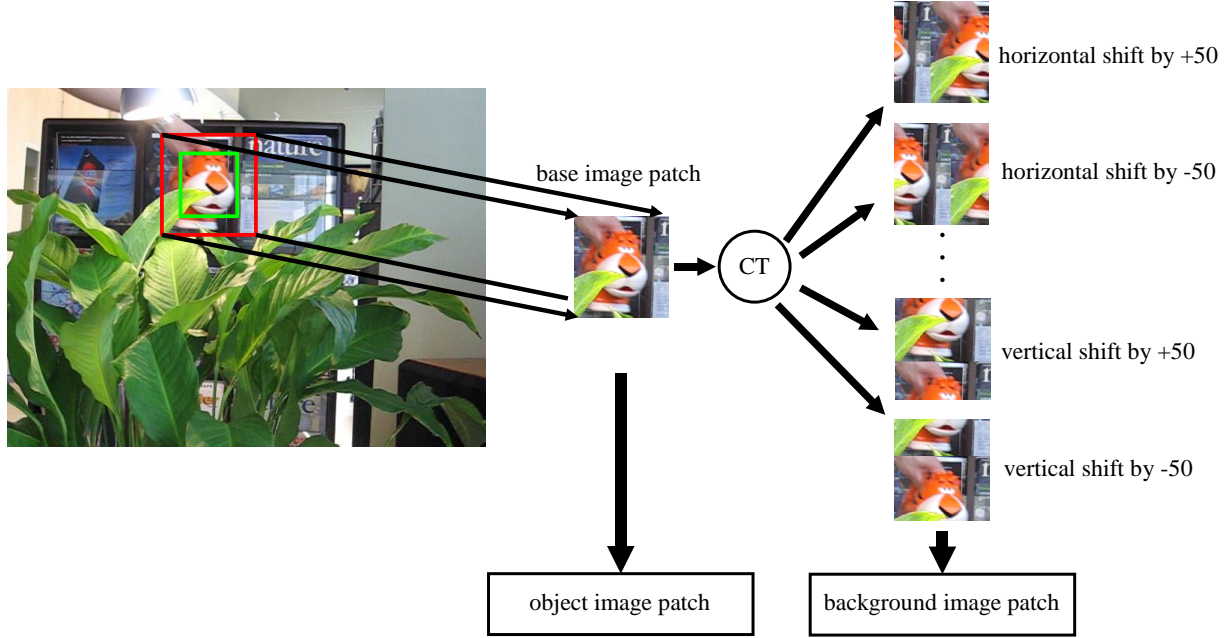 horizontal shift by +50
nature
base image patch
horizontal shift by -50
CT
vertical shift by +50
vertical shift by -50
object image patch
background image patch